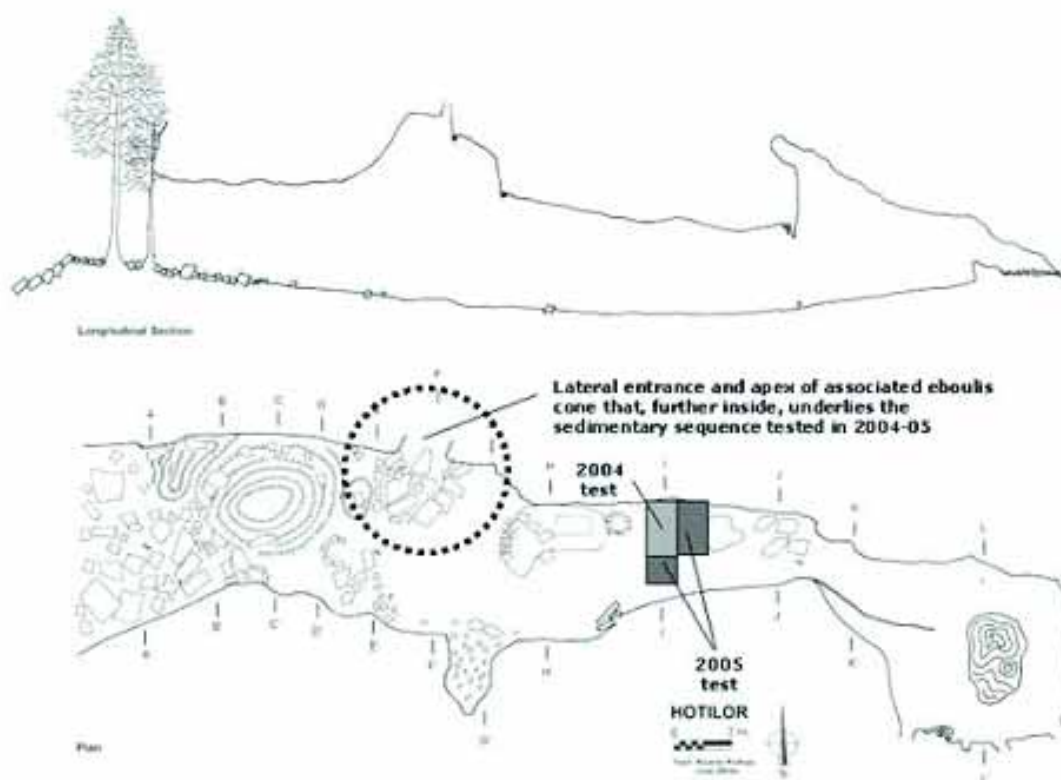 Longitudinal Section
Lateral entrance and apex of associated eboulis
cone that, further inside, underlies the
sedimentary sequence tested in 2004-05
2004
test
A
B
C
D
F
H
I
J
K
L
A
B
C
D
E
F
G
H
I
J
K
2005
test
HOTILOR
Plan